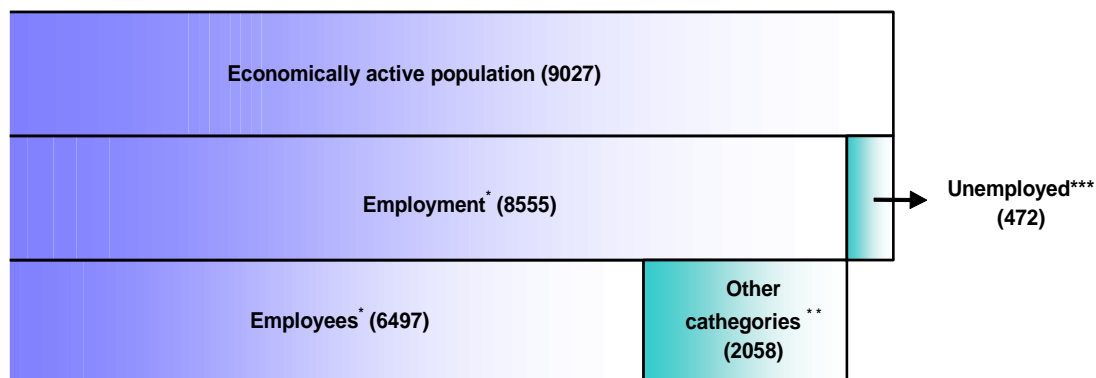 Economically active population (9027)
Employment* (8555)
Unemployed***
(472)
Employees* (6497)
Other
cathegories **
(2058)